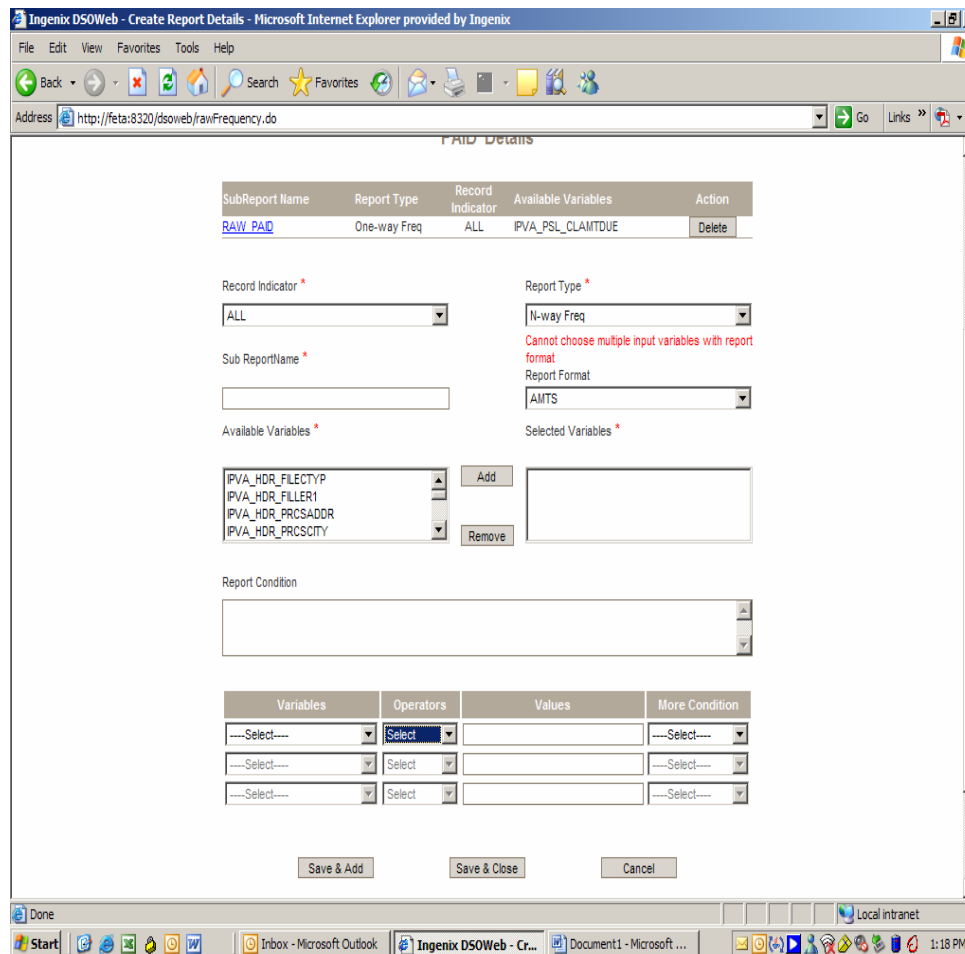 Ingenix DSOWeb - Create Report Details - Microsoft Internet Explorer provided by Ingenix
File Edit View Favorites Tools Help
Back Search Favorites
Address http://feta:8320/dsoweb/rawFrequency.do Go Links »
PAID Details
SubReport Name Report Type Record Indicator Available Variables Action
RAW_PAID One-way Freq ALL IPVA_PSL_CLAMTDUE Delete
Record Indicator * Report Type *
ALL N-way Freq
Cannot choose multiple input variables with report
format
Sub ReportName *
Report Format
AMTS
Available Variables * Selected Variables *
IPVA_HDR_FILECTYP
IPVA_HDR_FILLER1
IPVA_HDR_PRCSADDR
IPVA_HDR_PRCSCITY
Add
Remove
Report Condition
Variables Operators Values More Condition
----Select---- Select ----Select----
----Select---- Select ----Select----
----Select---- Select ----Select----
Save & Add Save & Close Cancel
Done Local intranet
Start Inbox - Microsoft Outlook Ingenix DSOWeb - Cr... Document1 - Microsoft ... 1:18 PM